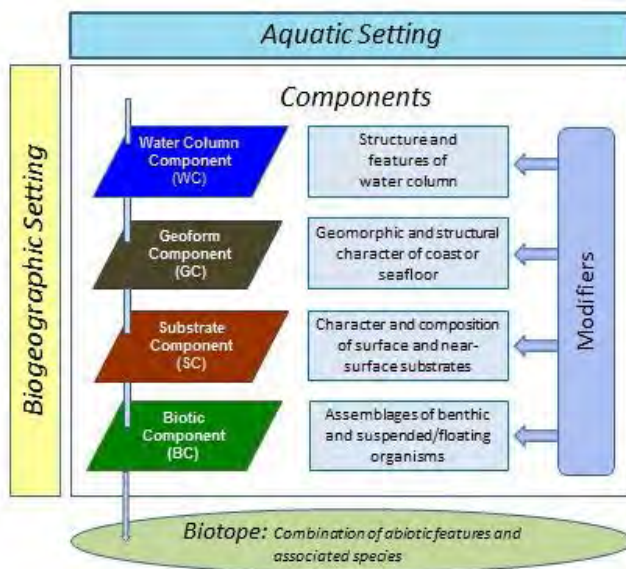 Aquatic Setting
Biogeographic Setting
Components
Water Column
Component
(WC)
Structure and
features of
water column
Geoform
Component
(GC)
Geomorphic and structural
character of coast or
seafloor
Substrate
Component
(SC)
Character and composition
of surface and near-
surface substrates
Biotic
Component
(BC)
Assemblages of benthic
and suspended/floating
organisms
Modifiers
Biotope: Combination of abiotic features and
associated species